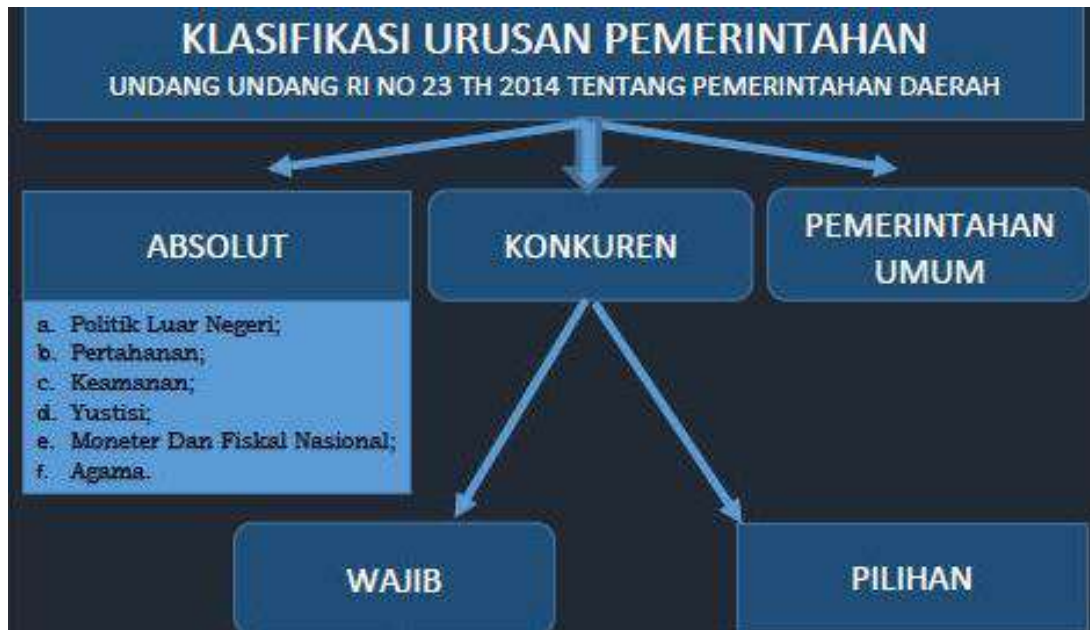 KLASIFIKASI URUSAN PEMERINTAHAN
UNDANG UNDANG RI NO 23 TH 2014 TENTANG PEMERINTAHAN DAERAH
ABSOLUT
a. Politik Luar Negeri;
b. Pertahanan;
c. Keamanan;
d. Yustisi;
e. Moneter Dan Fiskal Nasional;
f. Agama.
KONKUREN
PEMERINTAHAN
UMUM
WAJIB
PILIHAN